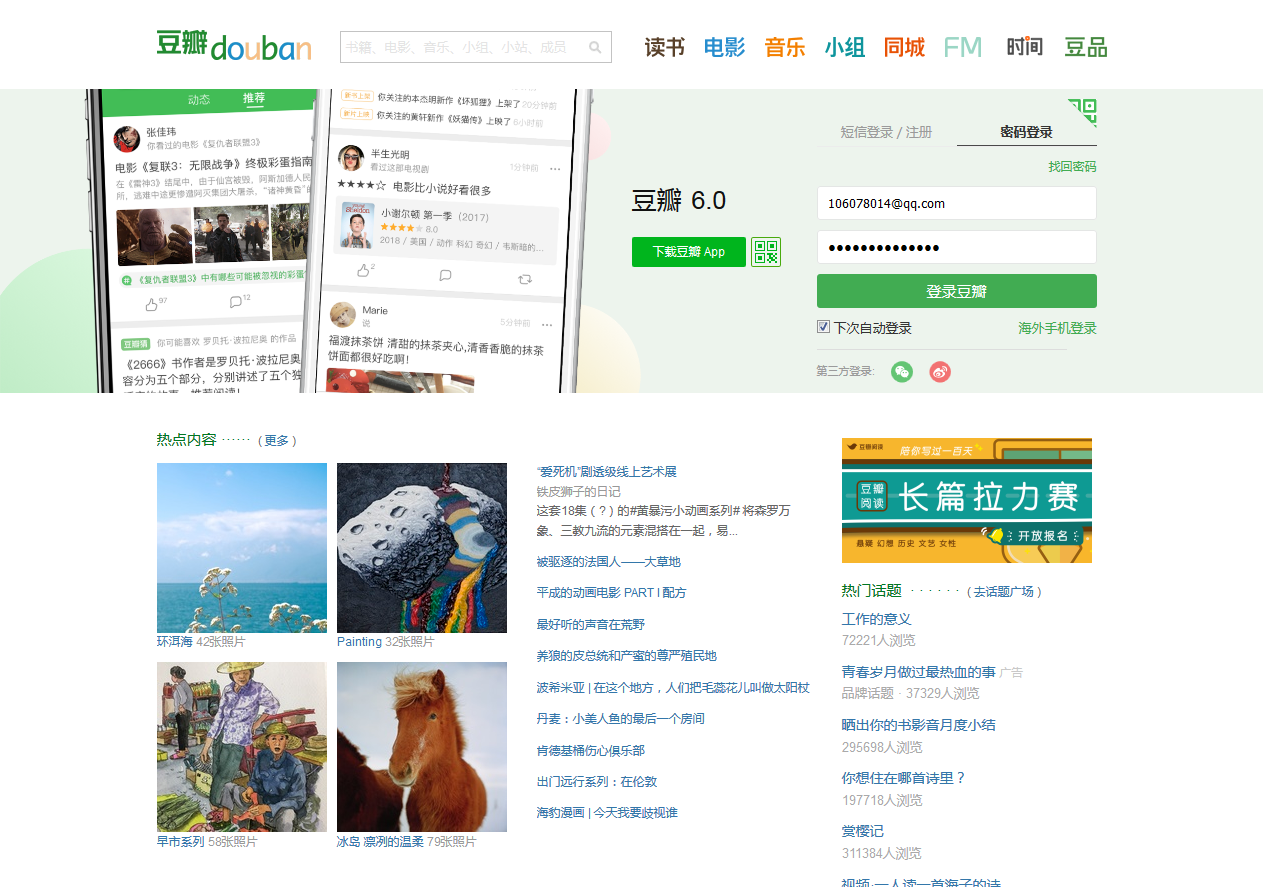 豆瓣douban
书籍、电影、音乐、小组、小站、成员
读书 电影 音乐 小组 同城 FM 时间 豆品
动态 推荐
张佳玮
你看过的电影《复仇者联盟3》
电影《复联3：无限战争》终极彩蛋指南
在《雷神3》结尾中，由于仙宫被毁，阿斯加德人民
所，逃难中途更惨遭阿灭集团大屠杀，“诸神黄昏”的
《复仇者联盟3》中有哪些可能被忽视的彩蛋
97 12
豆瓣猜 你可能喜欢 罗贝托·波拉尼奥 的作品
《2666》书作者是罗贝托·波拉尼奥
容分为五个部分，分别讲述了五个独
新书上架 你关注的本杰明新作《坏狐狸》上架了 20分钟前
新片上映 你关注的黄轩新作《妖猫传》上映了 6小时前
半生光明 1分钟前
看过这部电视剧
★★★★☆ 电影比小说好看很多
小谢尔顿 第一季（2017）
8.0
2018 / 美国 / 动作 科幻 奇幻 / 韦斯·安的...
2
Marie 5分钟前
说
福渡抹茶饼 清甜的抹茶夹心,清香香脆的抹茶
饼面都很好吃啊!
豆瓣 6.0
下载豆瓣 App
短信登录 / 注册 密码登录
找回密码
106078014@qq.com
●●●●●●●●●●●●●●
登录豆瓣
下次自动登录 海外手机登录
第三方登录:
热点内容 · · · · · · （更多）
环洱海 42张照片
Painting 32张照片
早市系列 58张照片
冰岛 凛冽的温柔 79张照片
“爱死机”剧透级线上艺术展
铁皮狮子的日记
这套18集（？）的#黄暴污小动画系列# 将森罗万
象、三教九流的元素混搭在一起，易...
被驱逐的法国人——大草地
平成的动画电影 PART I 配方
最好听的声音在荒野
养狼的皮总统和产蜜的尊严殖民地
波希米亚 | 在这个地方，人们把毛蕊花儿叫做太阳杖
丹麦：小美人鱼的最后一个房间
肯德基桶伤心俱乐部
出门远行系列：在伦敦
海豹漫画 | 今天我要歧视谁
豆瓣阅读 陪你写过一百天
豆瓣
阅读
长篇拉力赛
悬疑 幻想 历史 文艺 女性 开放报名
热门话题 · · · · · · （去话题广场）
工作的意义
72221人浏览
青春岁月做过最热血的事 广告
品牌话题 · 37329人浏览
晒出你的书影音月度小结
295698人浏览
你想住在哪首诗里？
197718人浏览
赏樱记
311384人浏览
视频·一人读一首海子的诗